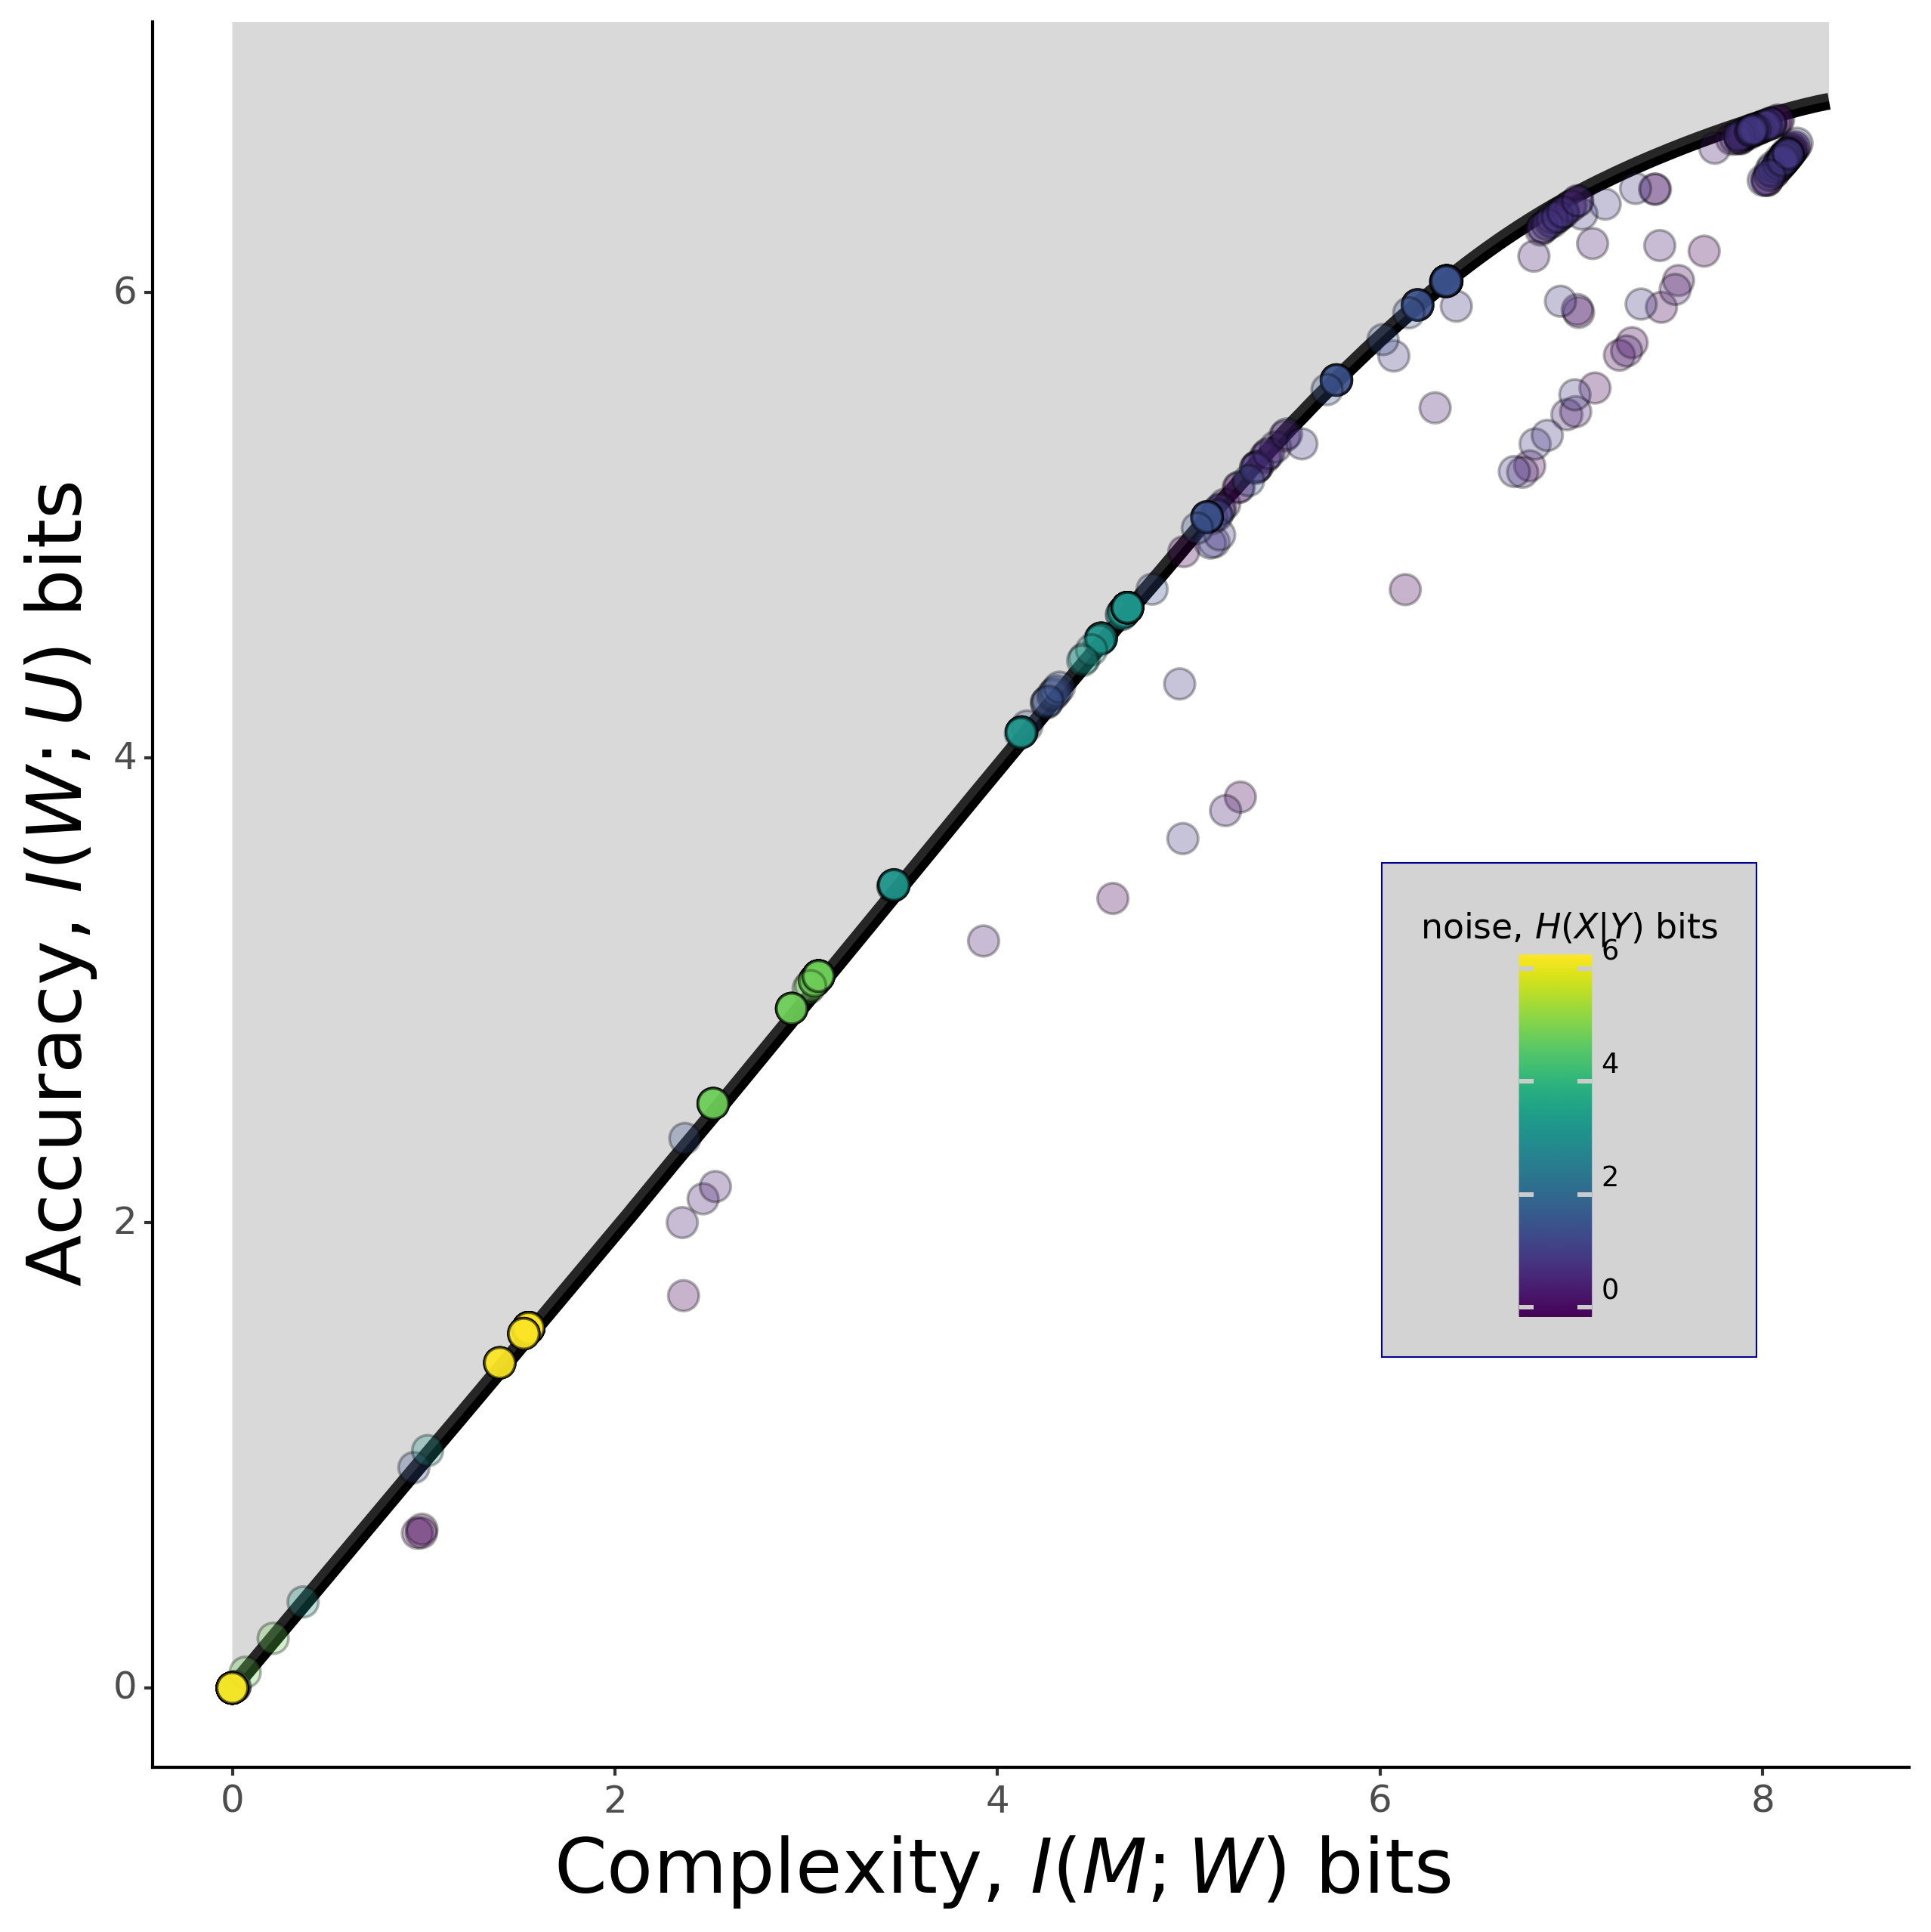 Accuracy, I(W; U) bits
6
4
2
0
noise, H(X|Y) bits
6
4
2
0
0 2 4 6 8
Complexity, I(M; W) bits